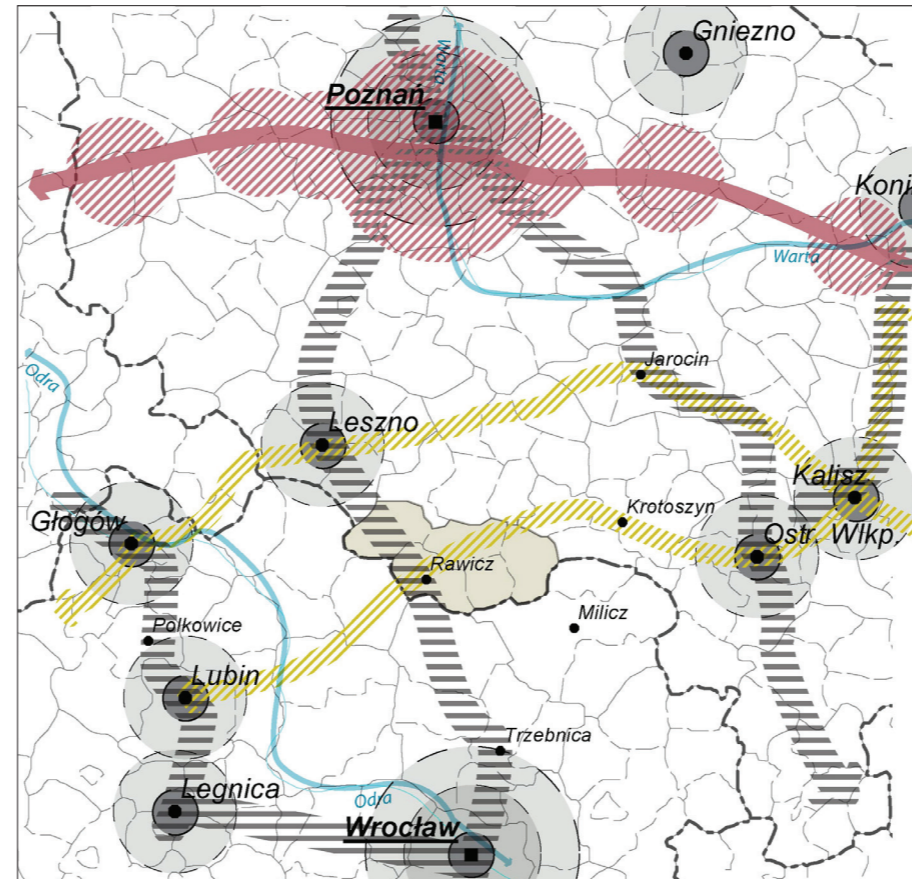 Gniezno
Warta
Poznań
Koni
Warta
Odra
Jarocin
Leszno
Kalisz
Głogów
Krotoszyn
Ostr. Wlkp.
Rawicz
Polkowice
Milicz
Lubin
Trzebnica
Legnica
Odra
Wrocław